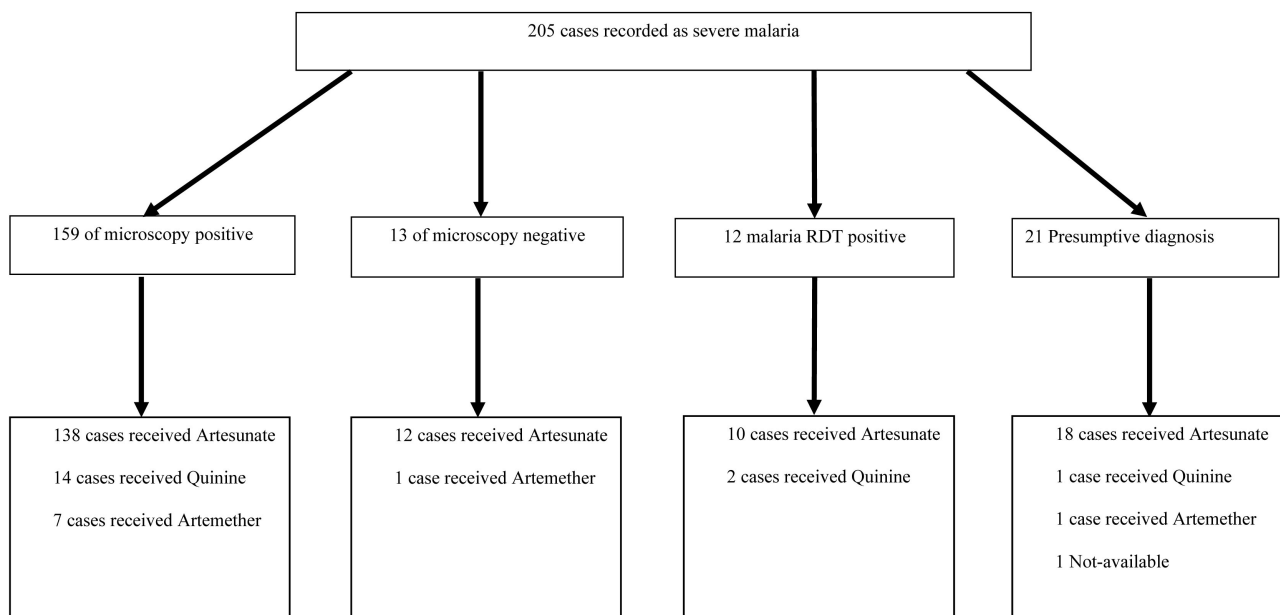 205 cases recorded as severe malaria
159 of microscopy positive
13 of microscopy negative
12 malaria RDT positive
21 Presumptive diagnosis
138 cases received Artesunate
14 cases received Quinine
7 cases received Artemether
12 cases received Artesunate
1 case received Artemether
10 cases received Artesunate
2 cases received Quinine
18 cases received Artesunate
1 case received Quinine
1 case received Artemether
1 Not-available